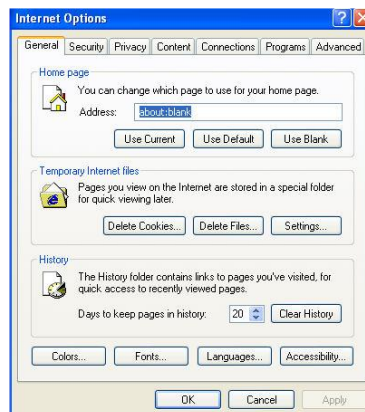 Internet Options
General Security Privacy Content Connections Programs Advanced
Home page
You can change which page to use for your home page.
Address: about:blank
Use Current Use Default Use Blank
Temporary Internet files
Pages you view on the Internet are stored in a special folder
for quick viewing later.
Delete Cookies... Delete Files... Settings...
History
The History folder contains links to pages you've visited, for
quick access to recently viewed pages.
Days to keep pages in history: 20 Clear History
Colors... Fonts... Languages... Accessibility...
OK Cancel Apply